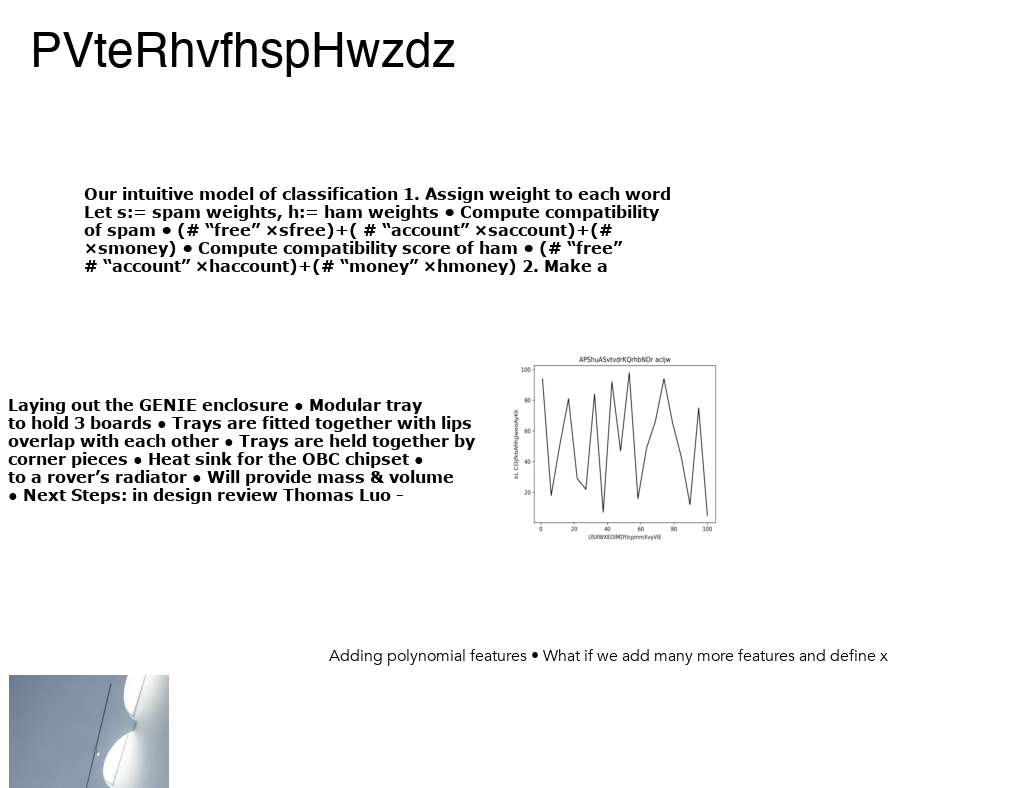 PVteRhvfhspHwzdz
Our intuitive model of classification 1. Assign weight to each word
Let s:= spam weights, h:= ham weights ● Compute compatibility
of spam ● (# “free” ×sfree)+( # “account” ×saccount)+(#
×smoney) ● Compute compatibility score of ham ● (# “free”
# “account” ×haccount)+(# “money” ×hmoney) 2. Make a
Laying out the GENIE enclosure ● Modular tray
to hold 3 boards ● Trays are fitted together with lips
overlap with each other ● Trays are held together by
corner pieces ● Heat sink for the OBC chipset ●
to a rover’s radiator ● Will provide mass & volume
● Next Steps: in design review Thomas Luo –
acljw
100
80
60
40
20
kL
0 20 40 60 80 100
Adding polynomial features • What if we add many more features and define x